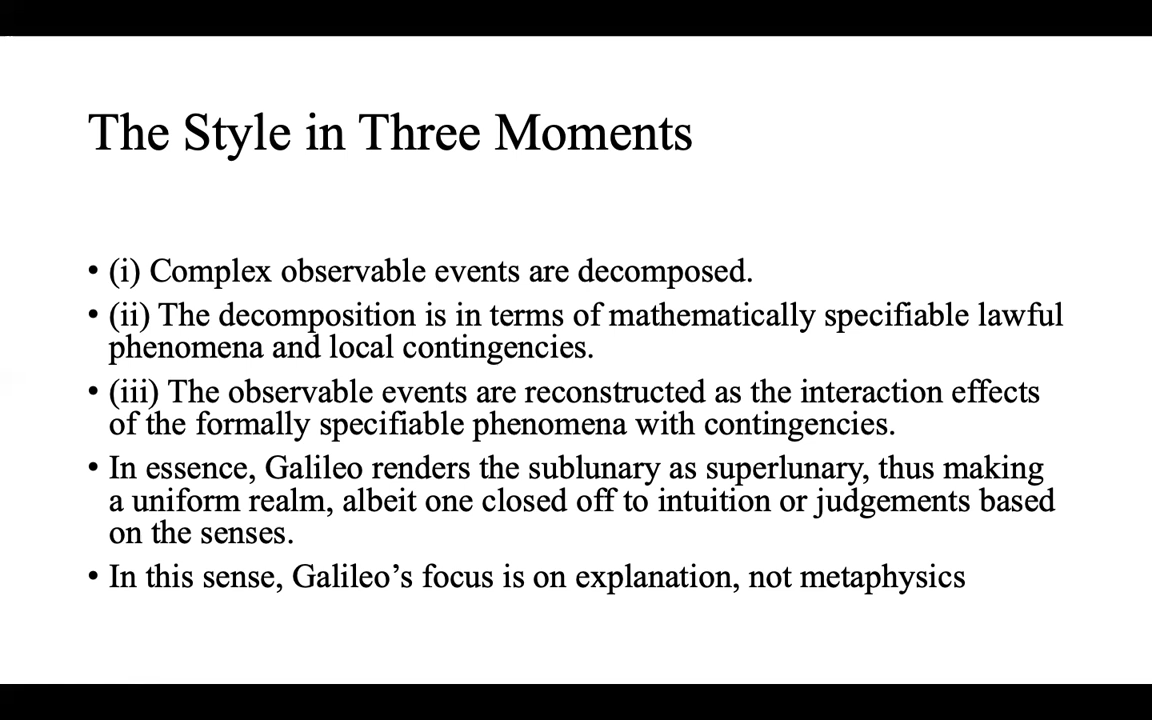 The Style in Three Moments
• (i) Complex observable events are decomposed.
• (ii) The decomposition is in terms of mathematically specifiable lawful
phenomena and local contingencies.
• (iii) The observable events are reconstructed as the interaction effects
of the formally specifiable phenomena with contingencies.
• In essence, Galileo renders the sublunary as superlunary, thus making
a uniform realm, albeit one closed off to intuition or judgements based
on the senses.
• In this sense, Galileo’s focus is on explanation, not metaphysics